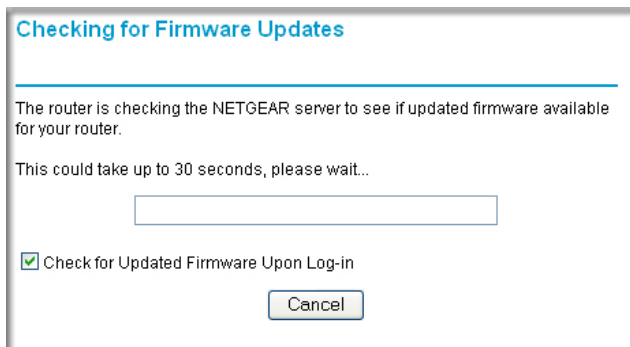 Checking for Firmware Updates
The router is checking the NETGEAR server to see if updated firmware available
for your router.
This could take up to 30 seconds, please wait...
Check for Updated Firmware Upon Log-in
Cancel